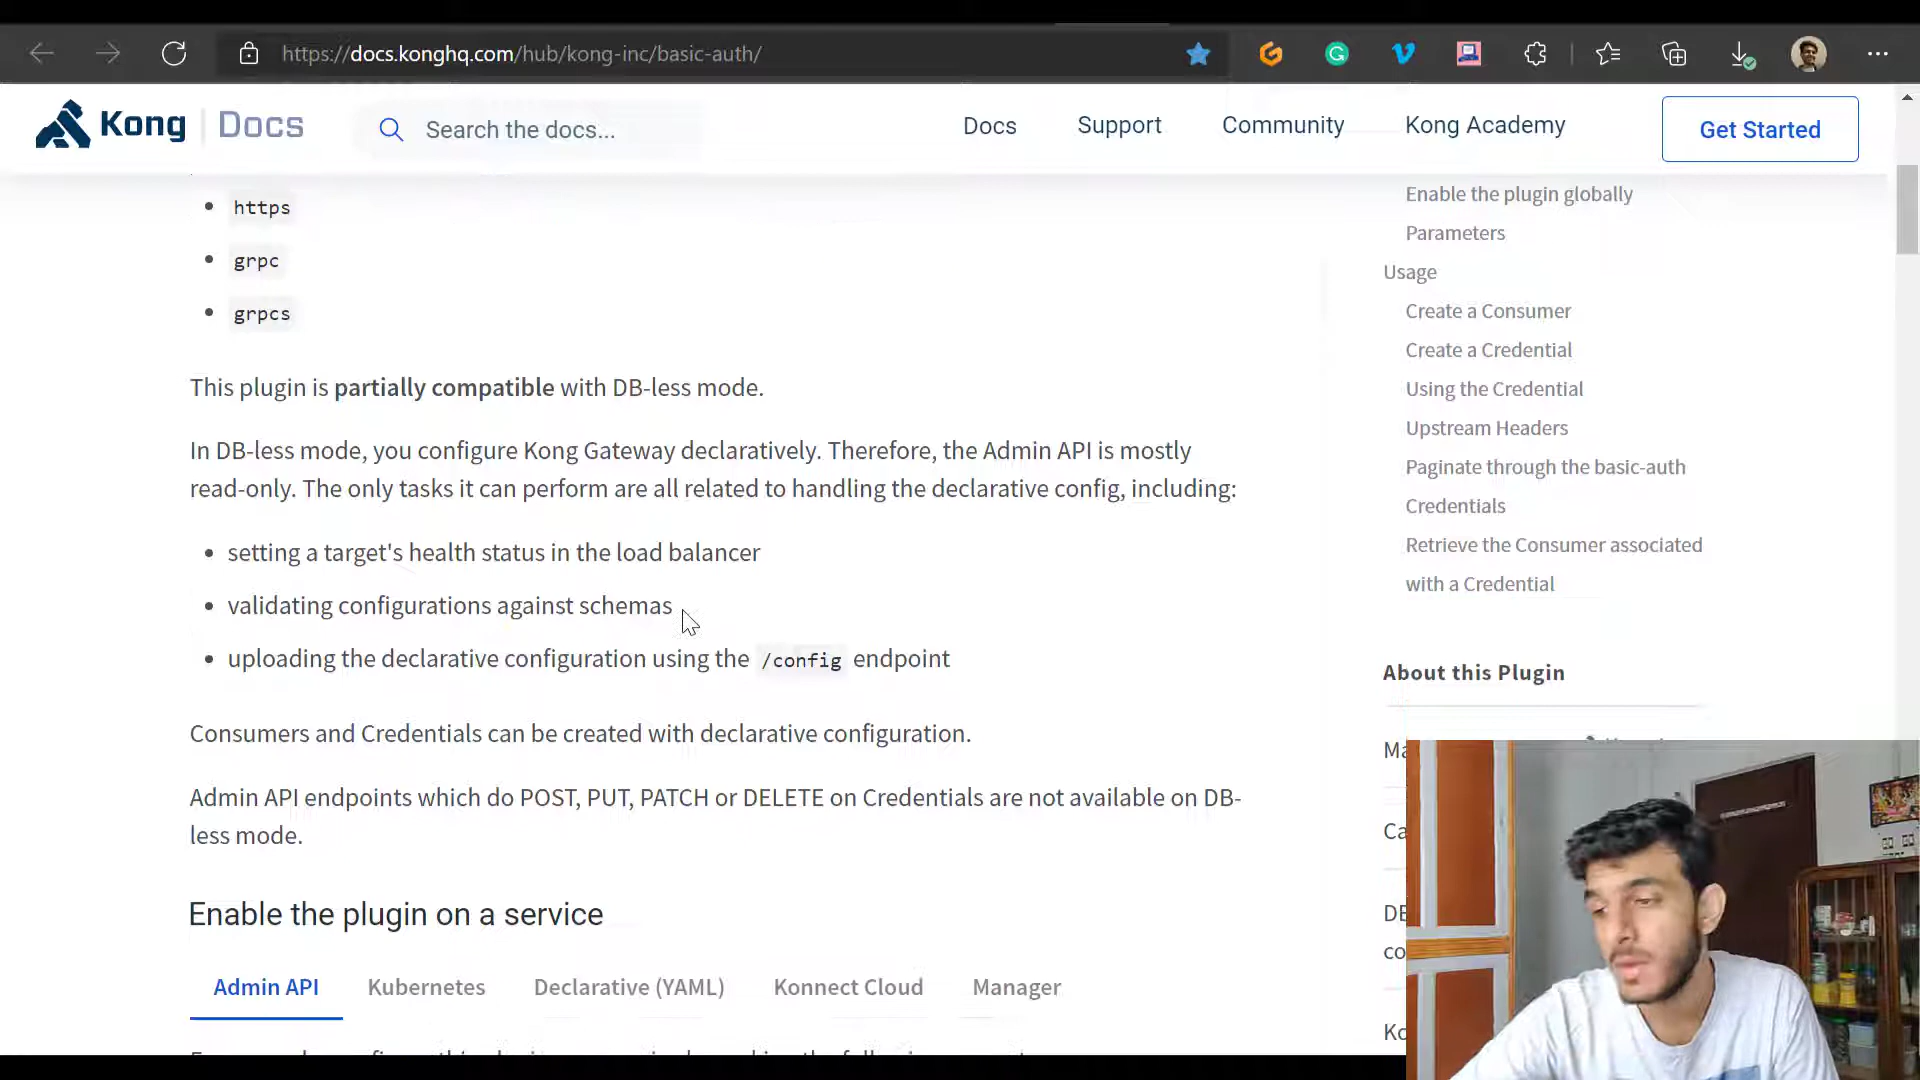 https://docs.konghq.com/hub/kong-inc/basic-auth/
Kong Docs
Search the docs...
Docs
Support
Community
Kong Academy
Get Started
https
grpc
grpcs
This plugin is partially compatible with DB-less mode.
In DB-less mode, you configure Kong Gateway declaratively. Therefore, the Admin API is mostly
read-only. The only tasks it can perform are all related to handling the declarative config, including:
setting a target's health status in the load balancer
validating configurations against schemas
uploading the declarative configuration using the /config endpoint
Consumers and Credentials can be created with declarative configuration.
Admin API endpoints which do POST, PUT, PATCH or DELETE on Credentials are not available on DB-
less mode.
Enable the plugin on a service
Admin API
Kubernetes
Declarative (YAML)
Konnect Cloud
Manager
Enable the plugin globally
Parameters
Usage
Create a Consumer
Create a Credential
Using the Credential
Upstream Headers
Paginate through the basic-auth
Credentials
Retrieve the Consumer associated
with a Credential
About this Plugin